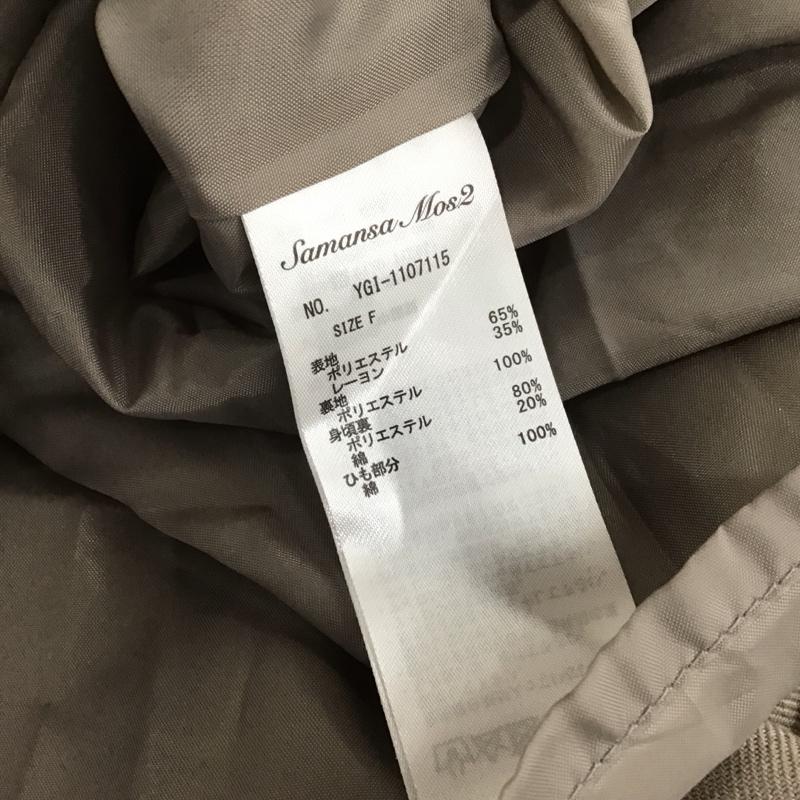 Samansa Mos2
NO. YGI-1107115
SIZE F
表地
ポリエステル 65%
レーヨン 35%
裏地
ポリエステル 100%
身頃裏
ポリエステル 80%
綿 20%
ひも部分
綿 100%